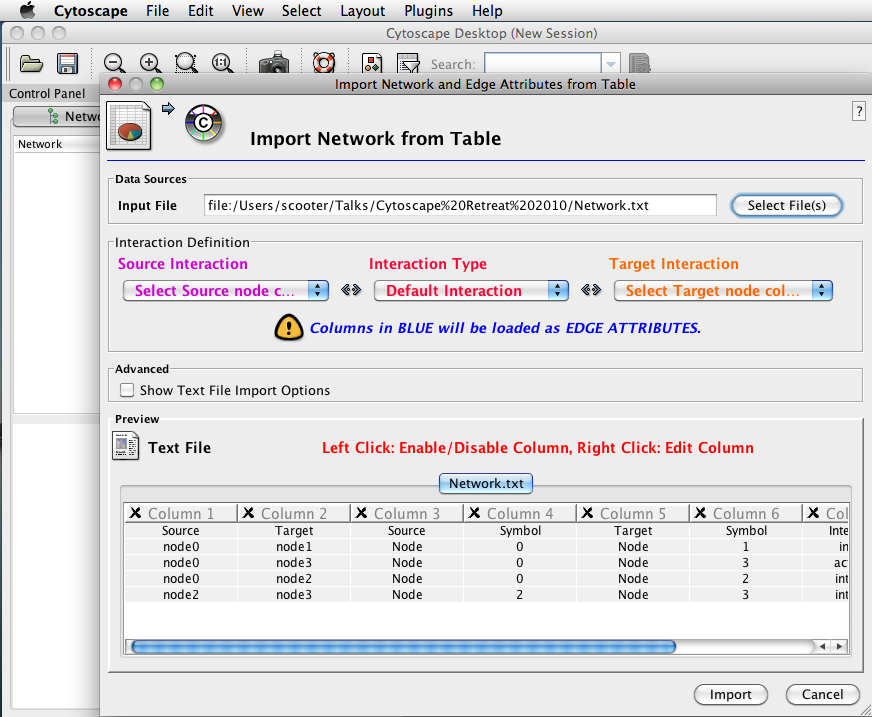 Cytoscape File Edit View Select Layout Plugins Help
Cytoscape Desktop (New Session)
1:1 Search:
Control Panel
Import Network and Edge Attributes from Table
Netwo
Network
C
Import Network from Table
?
Data Sources
Input File file:/Users/scooter/Talks/Cytoscape%20Retreat%202010/Network.txt Select File(s)
Interaction Definition
Source Interaction Interaction Type Target Interaction
Select Source node c... Default Interaction Select Target node col...
Columns in BLUE will be loaded as EDGE ATTRIBUTES.
Advanced
Show Text File Import Options
Preview
Text File Left Click: Enable/Disable Column, Right Click: Edit Column
Network.txt
Column 1 Column 2 Column 3 Column 4 Column 5 Column 6 Col
Source Target Source Symbol Target Symbol Inte
node0 node1 Node 0 Node 1 in
node0 node3 Node 0 Node 3 ac
node0 node2 Node 0 Node 2 int
node2 node3 Node 2 Node 3 int
Import Cancel